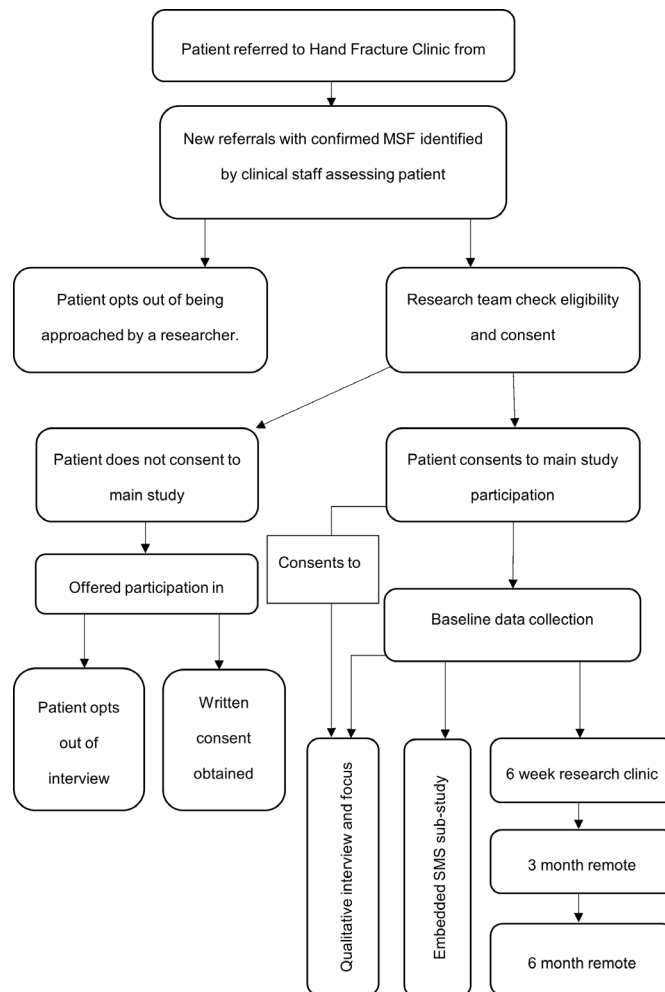 Patient referred to Hand Fracture Clinic from
New referrals with confirmed MSF identified
by clinical staff assessing patient
Patient opts out of being
approached by a researcher.
Research team check eligibility
and consent
Patient does not consent to
main study
Patient consents to main study
participation
Consents to
Offered participation in
Baseline data collection
Patient opts
out of
interview
Written
consent
obtained
Qualitative interview and focus
Embedded SMS sub-study
6 week research clinic
3 month remote
6 month remote